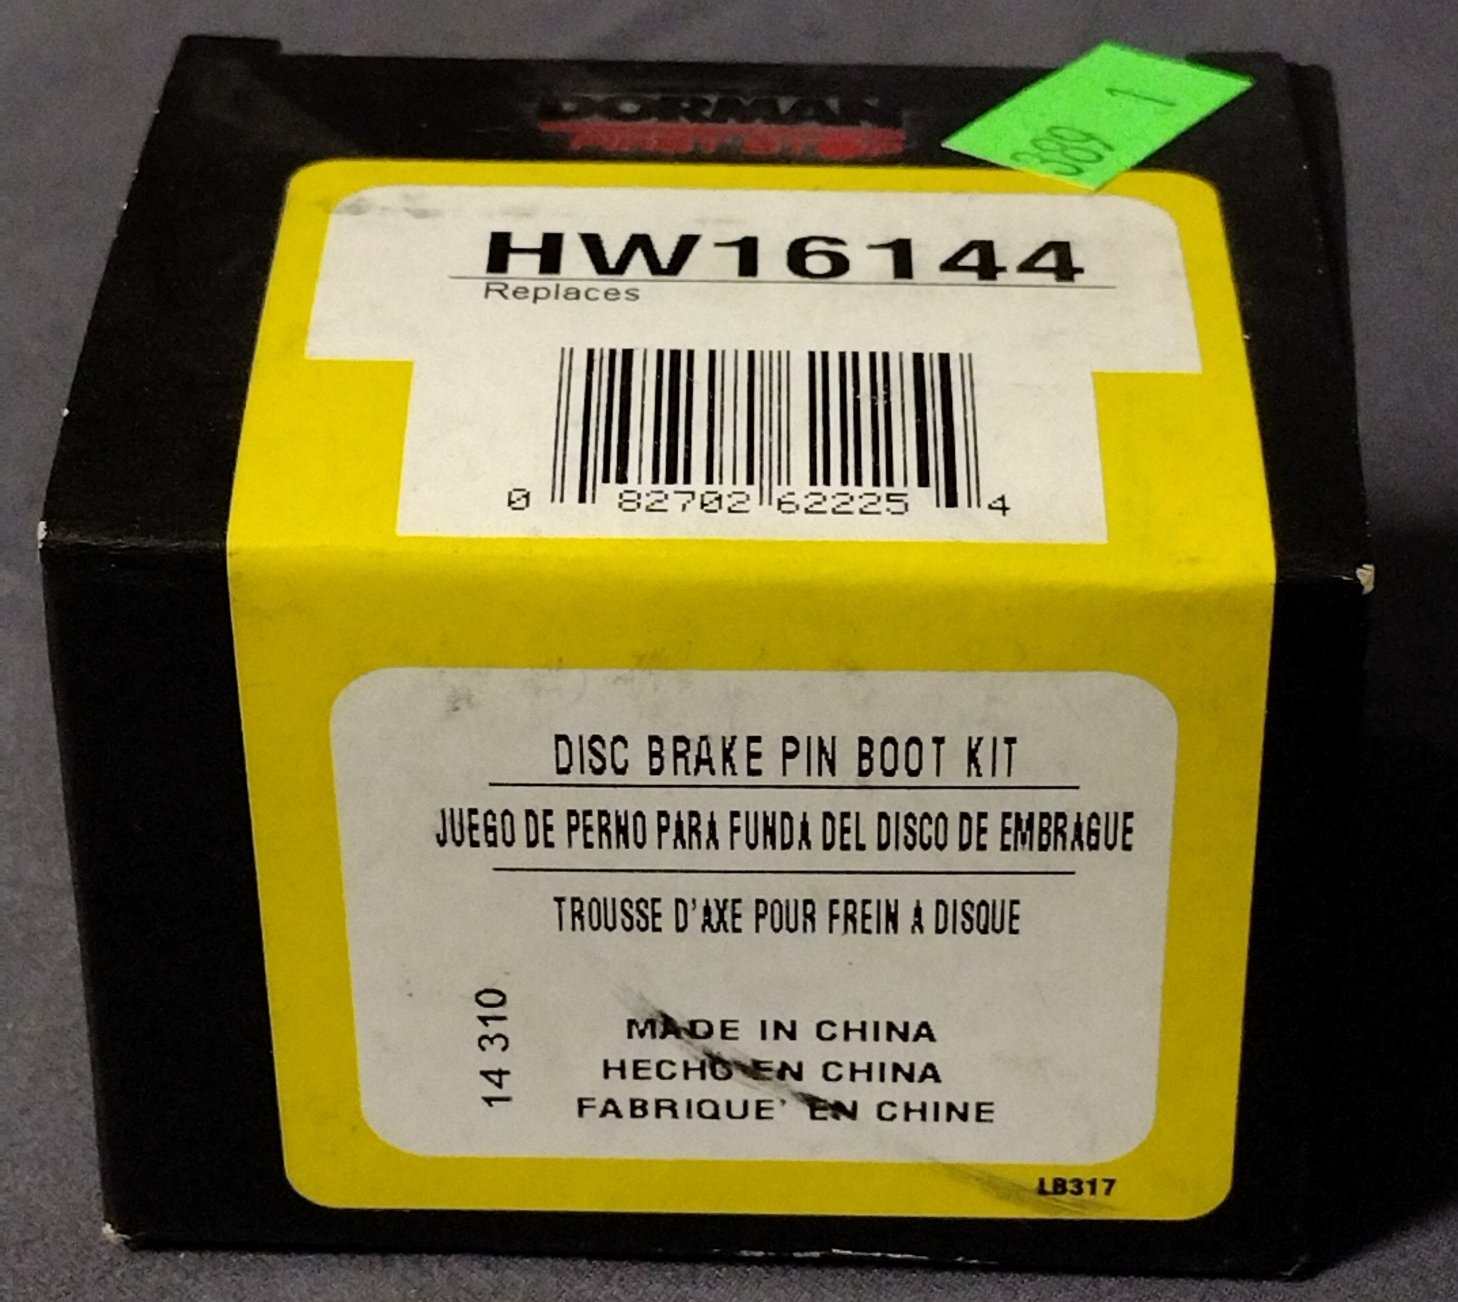 DORMAN
FIRST STOP
389 1
HW16144
Replaces
0 82702 62225 4
DISC BRAKE PIN BOOT KIT
JUEGO DE PERNO PARA FUNDA DEL DISCO DE EMBRAGUE
TROUSSE D'AXE POUR FREIN A DISQUE
14 310
MADE IN CHINA
HECHO EN CHINA
FABRIQUE' EN CHINE
LB317